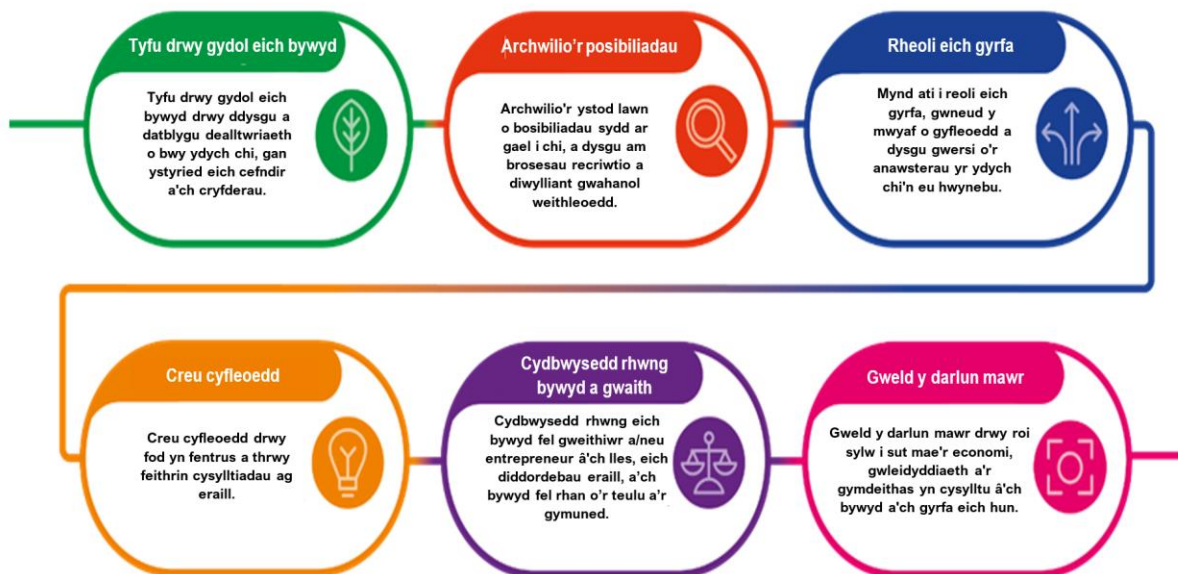 Tyfu drwy gydol eich bywyd
Tyfu drwy gydol eich
bywyd drwy ddysgu a
datblygu dealltwriaeth
o bwy ydych chi, gan
ystyried eich cefndir
a'ch cryfderau.
Archwilio'r posibiliadau
Archwilio'r ystod lawn
o bosibiliadau sydd ar
gael i chi, a dysgu am
brosesau recriwtio a
diwylliant gwahanol
weithleoedd.
Rheoli eich gyrfa
Mynd ati i reoli eich
gyrfa, gwneud y
mwyaf o gyfleoedd a
dysgu gwersi o'r
anawsterau yr ydych
chi'n eu hwynebu.
Creu cyfleoedd
Creu cyfleoedd drwy
fod yn fentrus a thrwy
feithrin cysylltiadau ag
eraill.
Cydbwysedd rhwng
bywyd a gwaith
Cydbwysedd rhwng eich
bywyd fel gweithiwr a/neu
entrepreneur â'ch lles, eich
diddordebau eraill, a'ch
bywyd fel rhan o'r teulu a'r
gymuned.
Gweld y darlun mawr
Gweld y darlun mawr drwy roi
sylw i sut mae'r economi,
gwleidyddiaeth a'r
gymdeithas yn cysylltu â'ch
bywyd a'ch gyrfa eich hun.